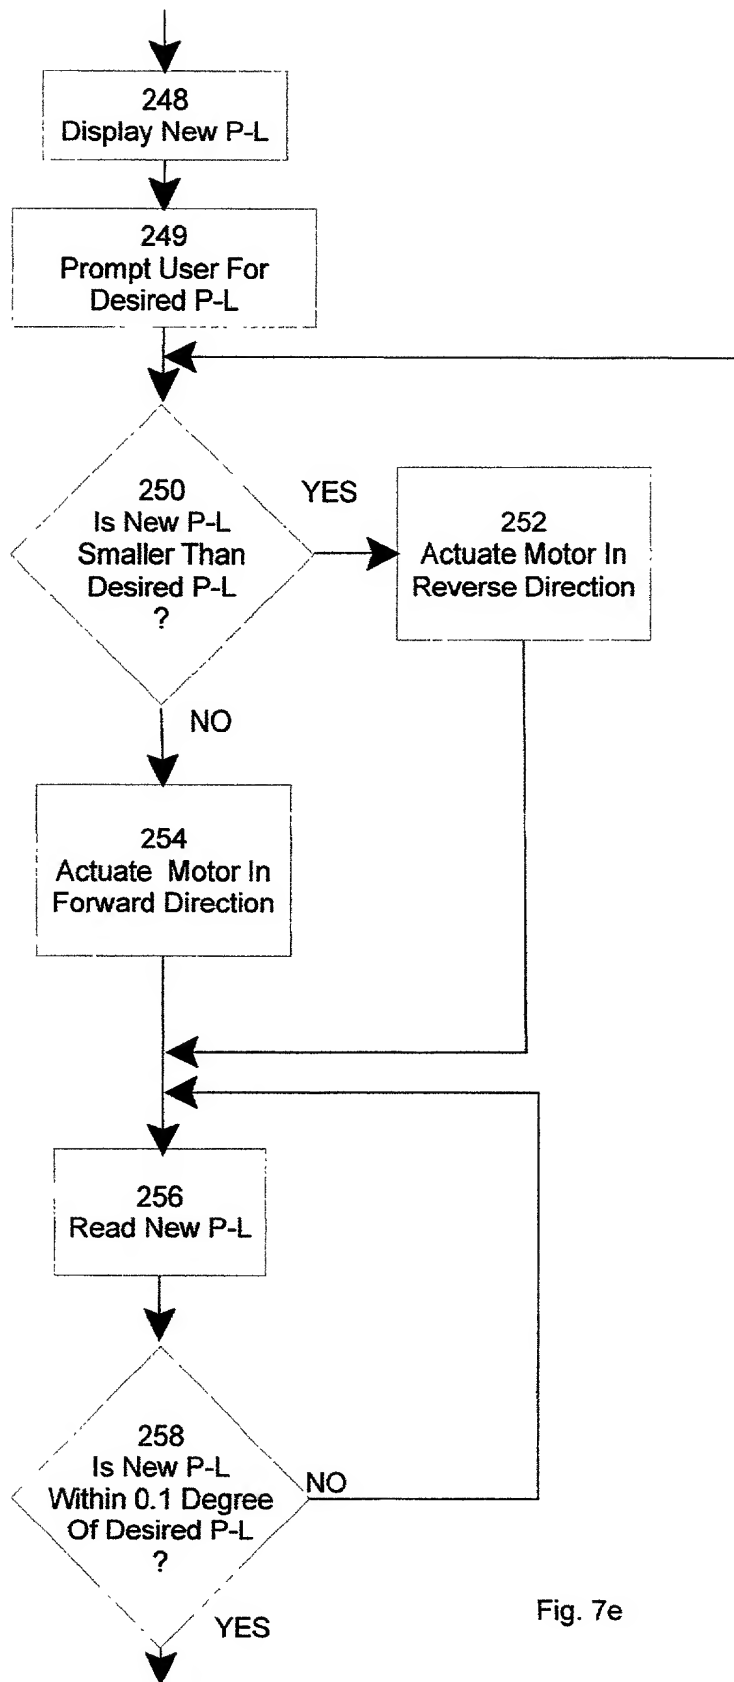 248
Display New P-L
249
Prompt User For
Desired P-L
250
Is New P-L
Smaller Than
Desired P-L
?
YES
252
Actuate Motor In
Reverse Direction
NO
254
Actuate Motor In
Forward Direction
256
Read New P-L
258
Is New P-L
Within 0.1 Degree
Of Desired P-L
?
NO
YES
Fig. 7e